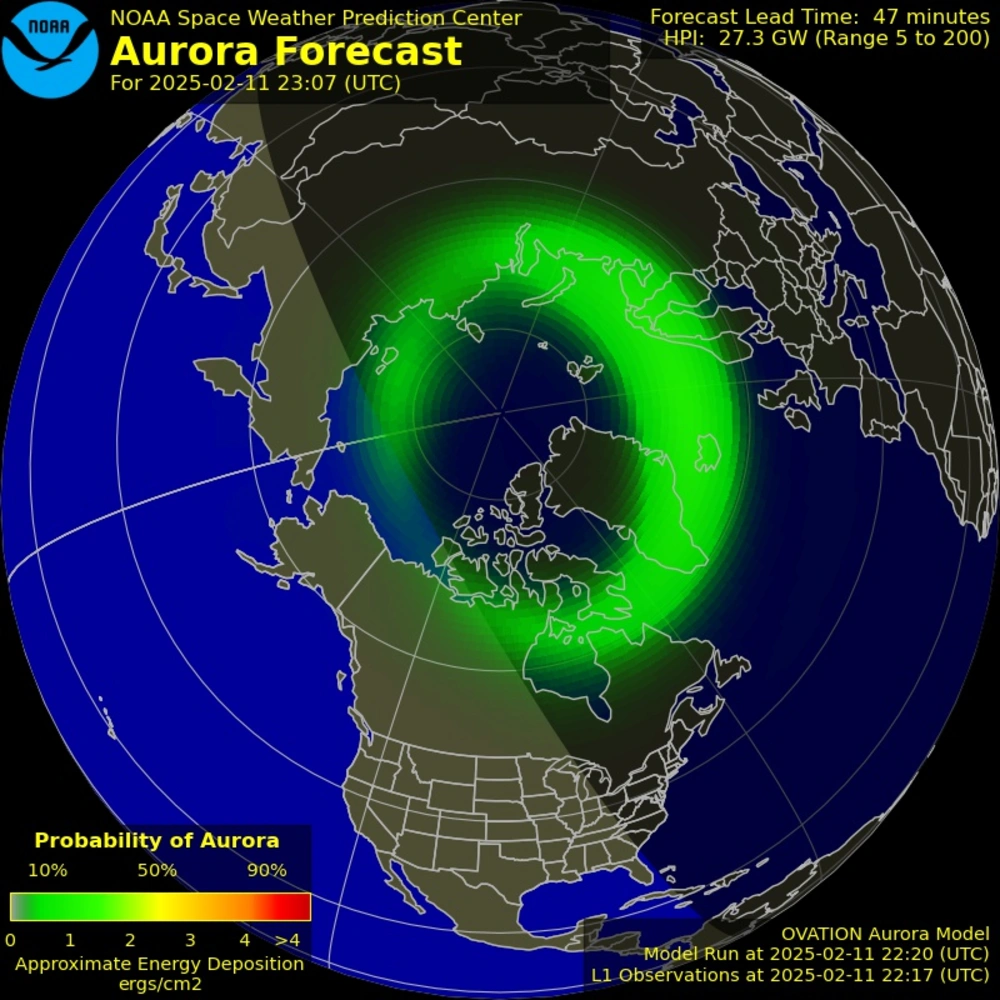 NOAA
NOAA Space Weather Prediction Center
Aurora Forecast
For 2025-02-11 23:07 (UTC)
Forecast Lead Time: 47 minutes
HPI: 27.3 GW (Range 5 to 200)
Probability of Aurora
10% 50% 90%
0 1 2 3 4 >4
Approximate Energy Deposition
ergs/cm2
OVATION Aurora Model
Model Run at 2025-02-11 22:20 (UTC)
L1 Observations at 2025-02-11 22:17 (UTC)